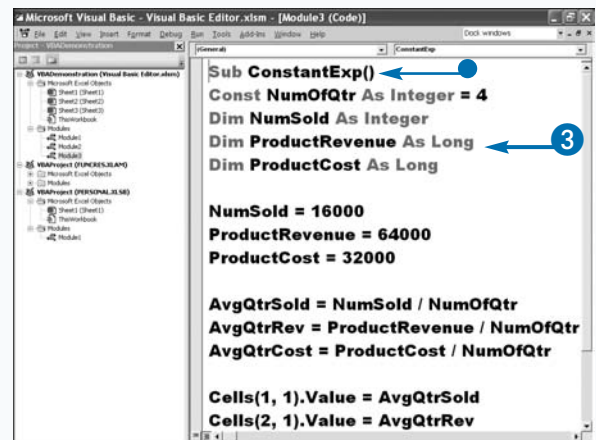 Microsoft Visual Basic - Visual Basic Editor.xlsm - [Module3 (Code)]
File Edit View Insert Format Debug Run Tools Add-Ins Window Help
Dock windows
Project - VBADemonstration
(General)
ConstantExp
VBADemonstration (Visual Basic Editor.xlsm)
Microsoft Excel Objects
Sheet1 (Sheet1)
Sheet2 (Sheet2)
Sheet3 (Sheet3)
ThisWorkbook
Modules
Module1
Module2
Module3
VBAProject (FUNCRES.XLAM)
Microsoft Excel Objects
Modules
VBAProject (PERSONAL.XLSB)
Microsoft Excel Objects
Sheet1 (Sheet1)
ThisWorkbook
Modules
Module1
Sub ConstantExp()
Const NumOfQtr As Integer = 4
Dim NumSold As Integer
Dim ProductRevenue As Long
3
Dim ProductCost As Long
NumSold = 16000
ProductRevenue = 64000
ProductCost = 32000
AvgQtrSold = NumSold / NumOfQtr
AvgQtrRev = ProductRevenue / NumOfQtr
AvgQtrCost = ProductCost / NumOfQtr
Cells(1, 1).Value = AvgQtrSold
Cells(2, 1).Value = AvgQtrRev